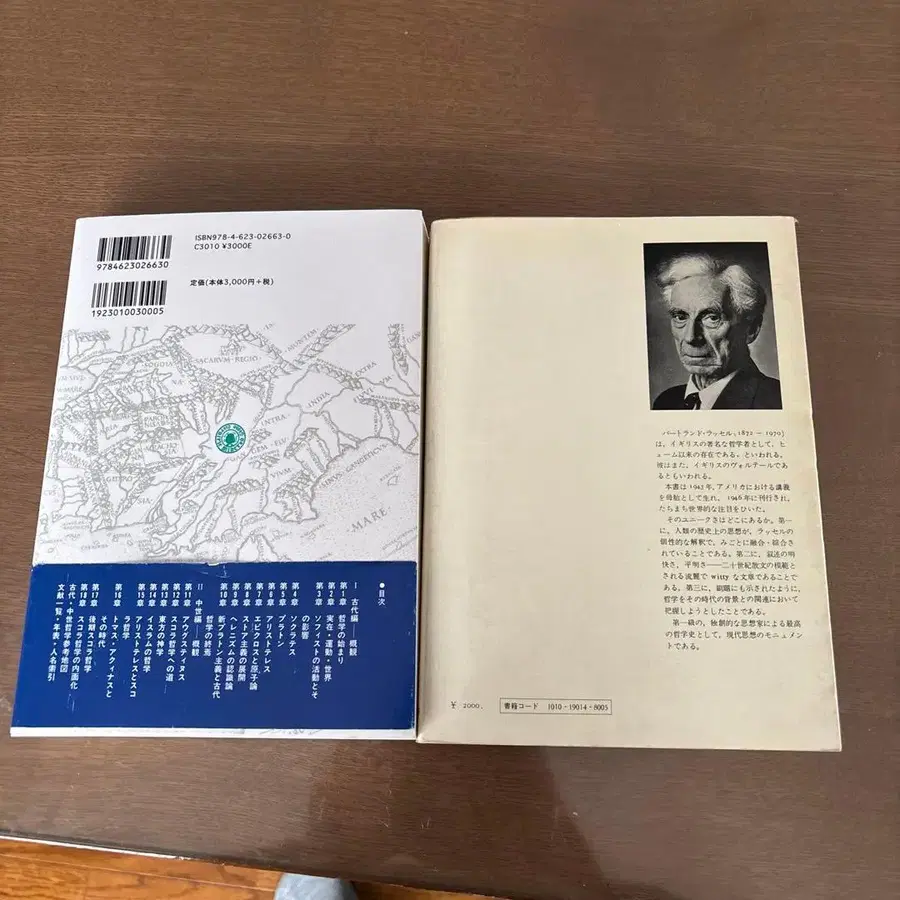 ISBN978-4-623-02663-0
C3010 ¥3000E
9784623026630
定価(本体3,000円+税)
1923010030005
SOGDIA
NA
SACARVM REGIO
INDIA
INTRA
MARE
GEDRO
SIA
SINVS GANGETICVS
●目次
Ⅰ 古代編――概観
第1章 哲学の始まり
第2章 実在・運動・世界
第3章 ソフィストの活動とそ
の影響
第4章 ソクラテス
第5章 プラトン
第6章 アリストテレス
第7章 エピクロスと原子論
第8章 ストア主義の展開
第9章 ヘレニズムの認識論
第10章 新プラトン主義と古代
哲学の終焉
Ⅱ 中世編――概観
第11章 アウグスティヌス
第12章 スコラ哲学への道
第13章 東方の神学
第14章 イスラムの哲学
第15章 アリストテレスとスコ
ラ哲学
第16章 トマス・アクィナスと
その時代
第17章 後期スコラ哲学
第18章 スコラ哲学の内面化
古代・中世哲学参考地図
文献一覧・年表・人名索引
バートランド・ラッセル、1872－1970)
は、イギリスの著名な哲学者として、ヒ
ューム以来の存在である。といわれる。
彼はまた、イギリスのヴォルテールであ
るともいわれる。
本書は1943年、アメリカにおける講義
を母胎として生れ、1946年に刊行され、
たちまち世界的な注目をひいた。
そのユニークさはどこにあるか。第一
に、人類の歴史上の思想が、ラッセルの
個性的な解釈で、みごとに融合・綜合さ
れていることである。第二に、叙述の明
快さ、平明さ――二十世紀散文の模範と
される流麗で witty な文章であることで
ある。第三に、副題にも示されたように、
哲学をその時代の背景との関連において
把握しようとしたことである。
第一級の、独創的な思想家による最高
の哲学史として、現代思想のモニュメン
トである。
¥ 2000.
書籍コード 1010-19014-8005